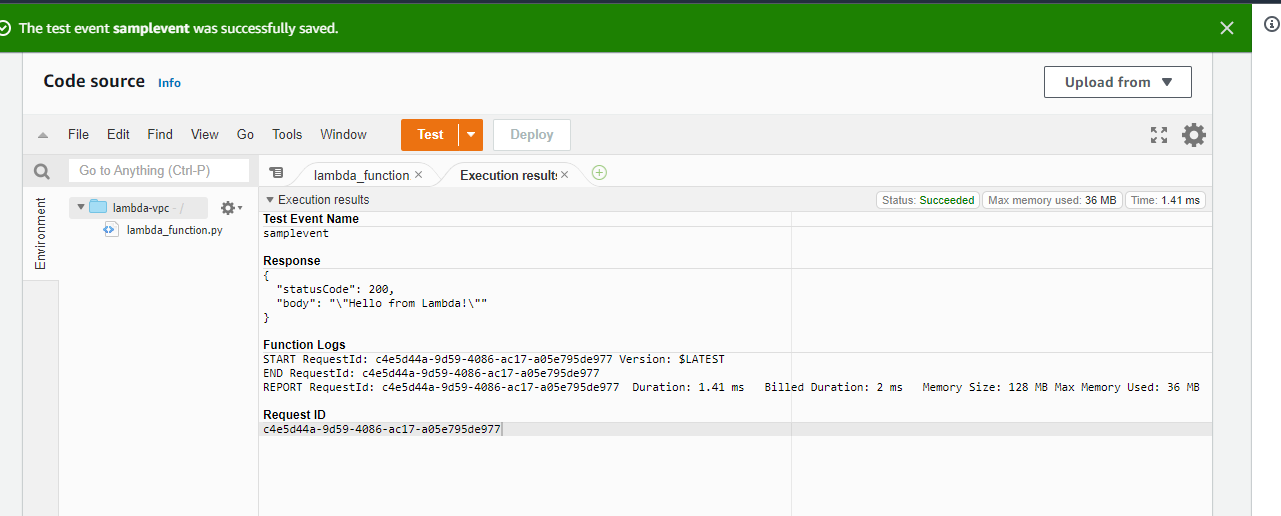 The test event samplevent was successfully saved.
Code source Info
Upload from
File Edit Find View Go Tools Window Test Deploy
Go to Anything (Ctrl-P)
lambda_function Execution results
Environment
lambda-vpc - /
lambda_function.py
Execution results
Status: Succeeded Max memory used: 36 MB Time: 1.41 ms
Test Event Name
samplevent
Response
{
  "statusCode": 200,
  "body": "\"Hello from Lambda!\""
}
Function Logs
START RequestId: c4e5d44a-9d59-4086-ac17-a05e795de977 Version: $LATEST
END RequestId: c4e5d44a-9d59-4086-ac17-a05e795de977
REPORT RequestId: c4e5d44a-9d59-4086-ac17-a05e795de977  Duration: 1.41 ms   Billed Duration: 2 ms   Memory Size: 128 MB Max Memory Used: 36 MB
Request ID
c4e5d44a-9d59-4086-ac17-a05e795de977